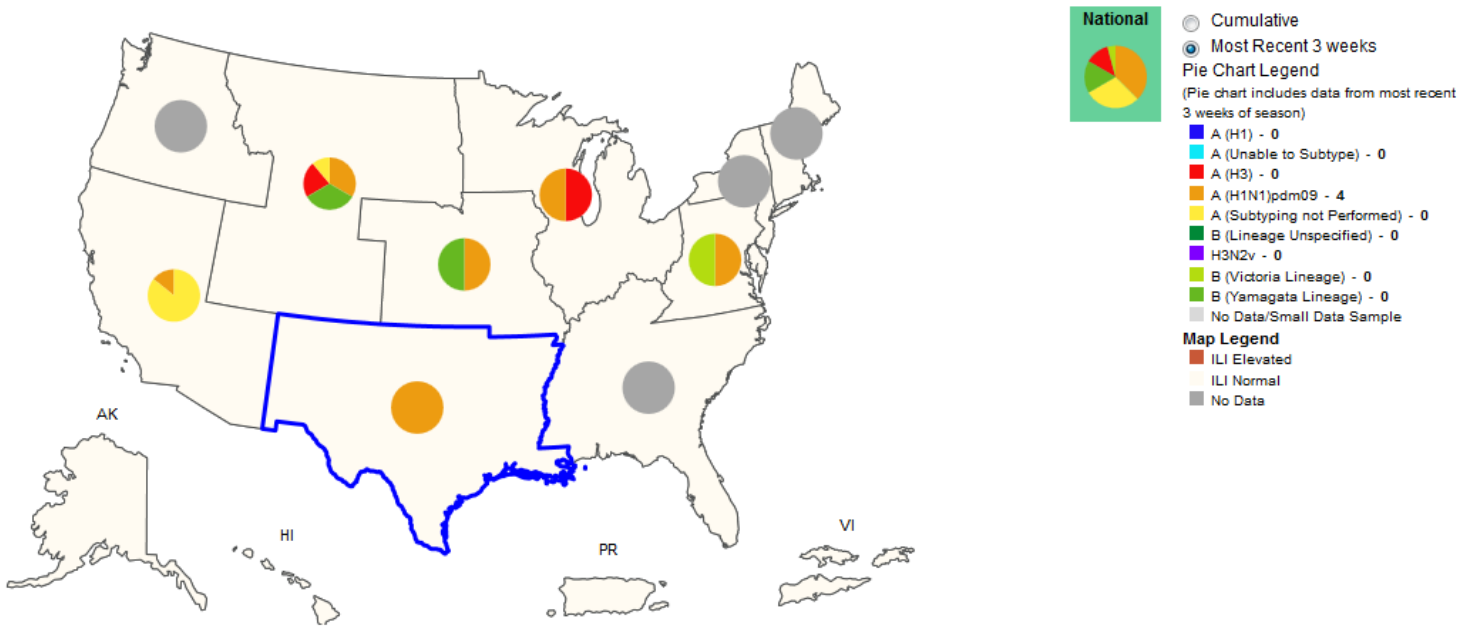 National
Cumulative
Most Recent 3 weeks
Pie Chart Legend
(Pie chart includes data from most recent
3 weeks of season)
A (H1) - 0
A (Unable to Subtype) - 0
A (H3) - 0
A (H1N1)pdm09 - 4
A (Subtyping not Performed) - 0
B (Lineage Unspecified) - 0
H3N2v - 0
B (Victoria Lineage) - 0
B (Yamagata Lineage) - 0
No Data/Small Data Sample
Map Legend
ILI Elevated
ILI Normal
No Data
AK
HI
PR
VI